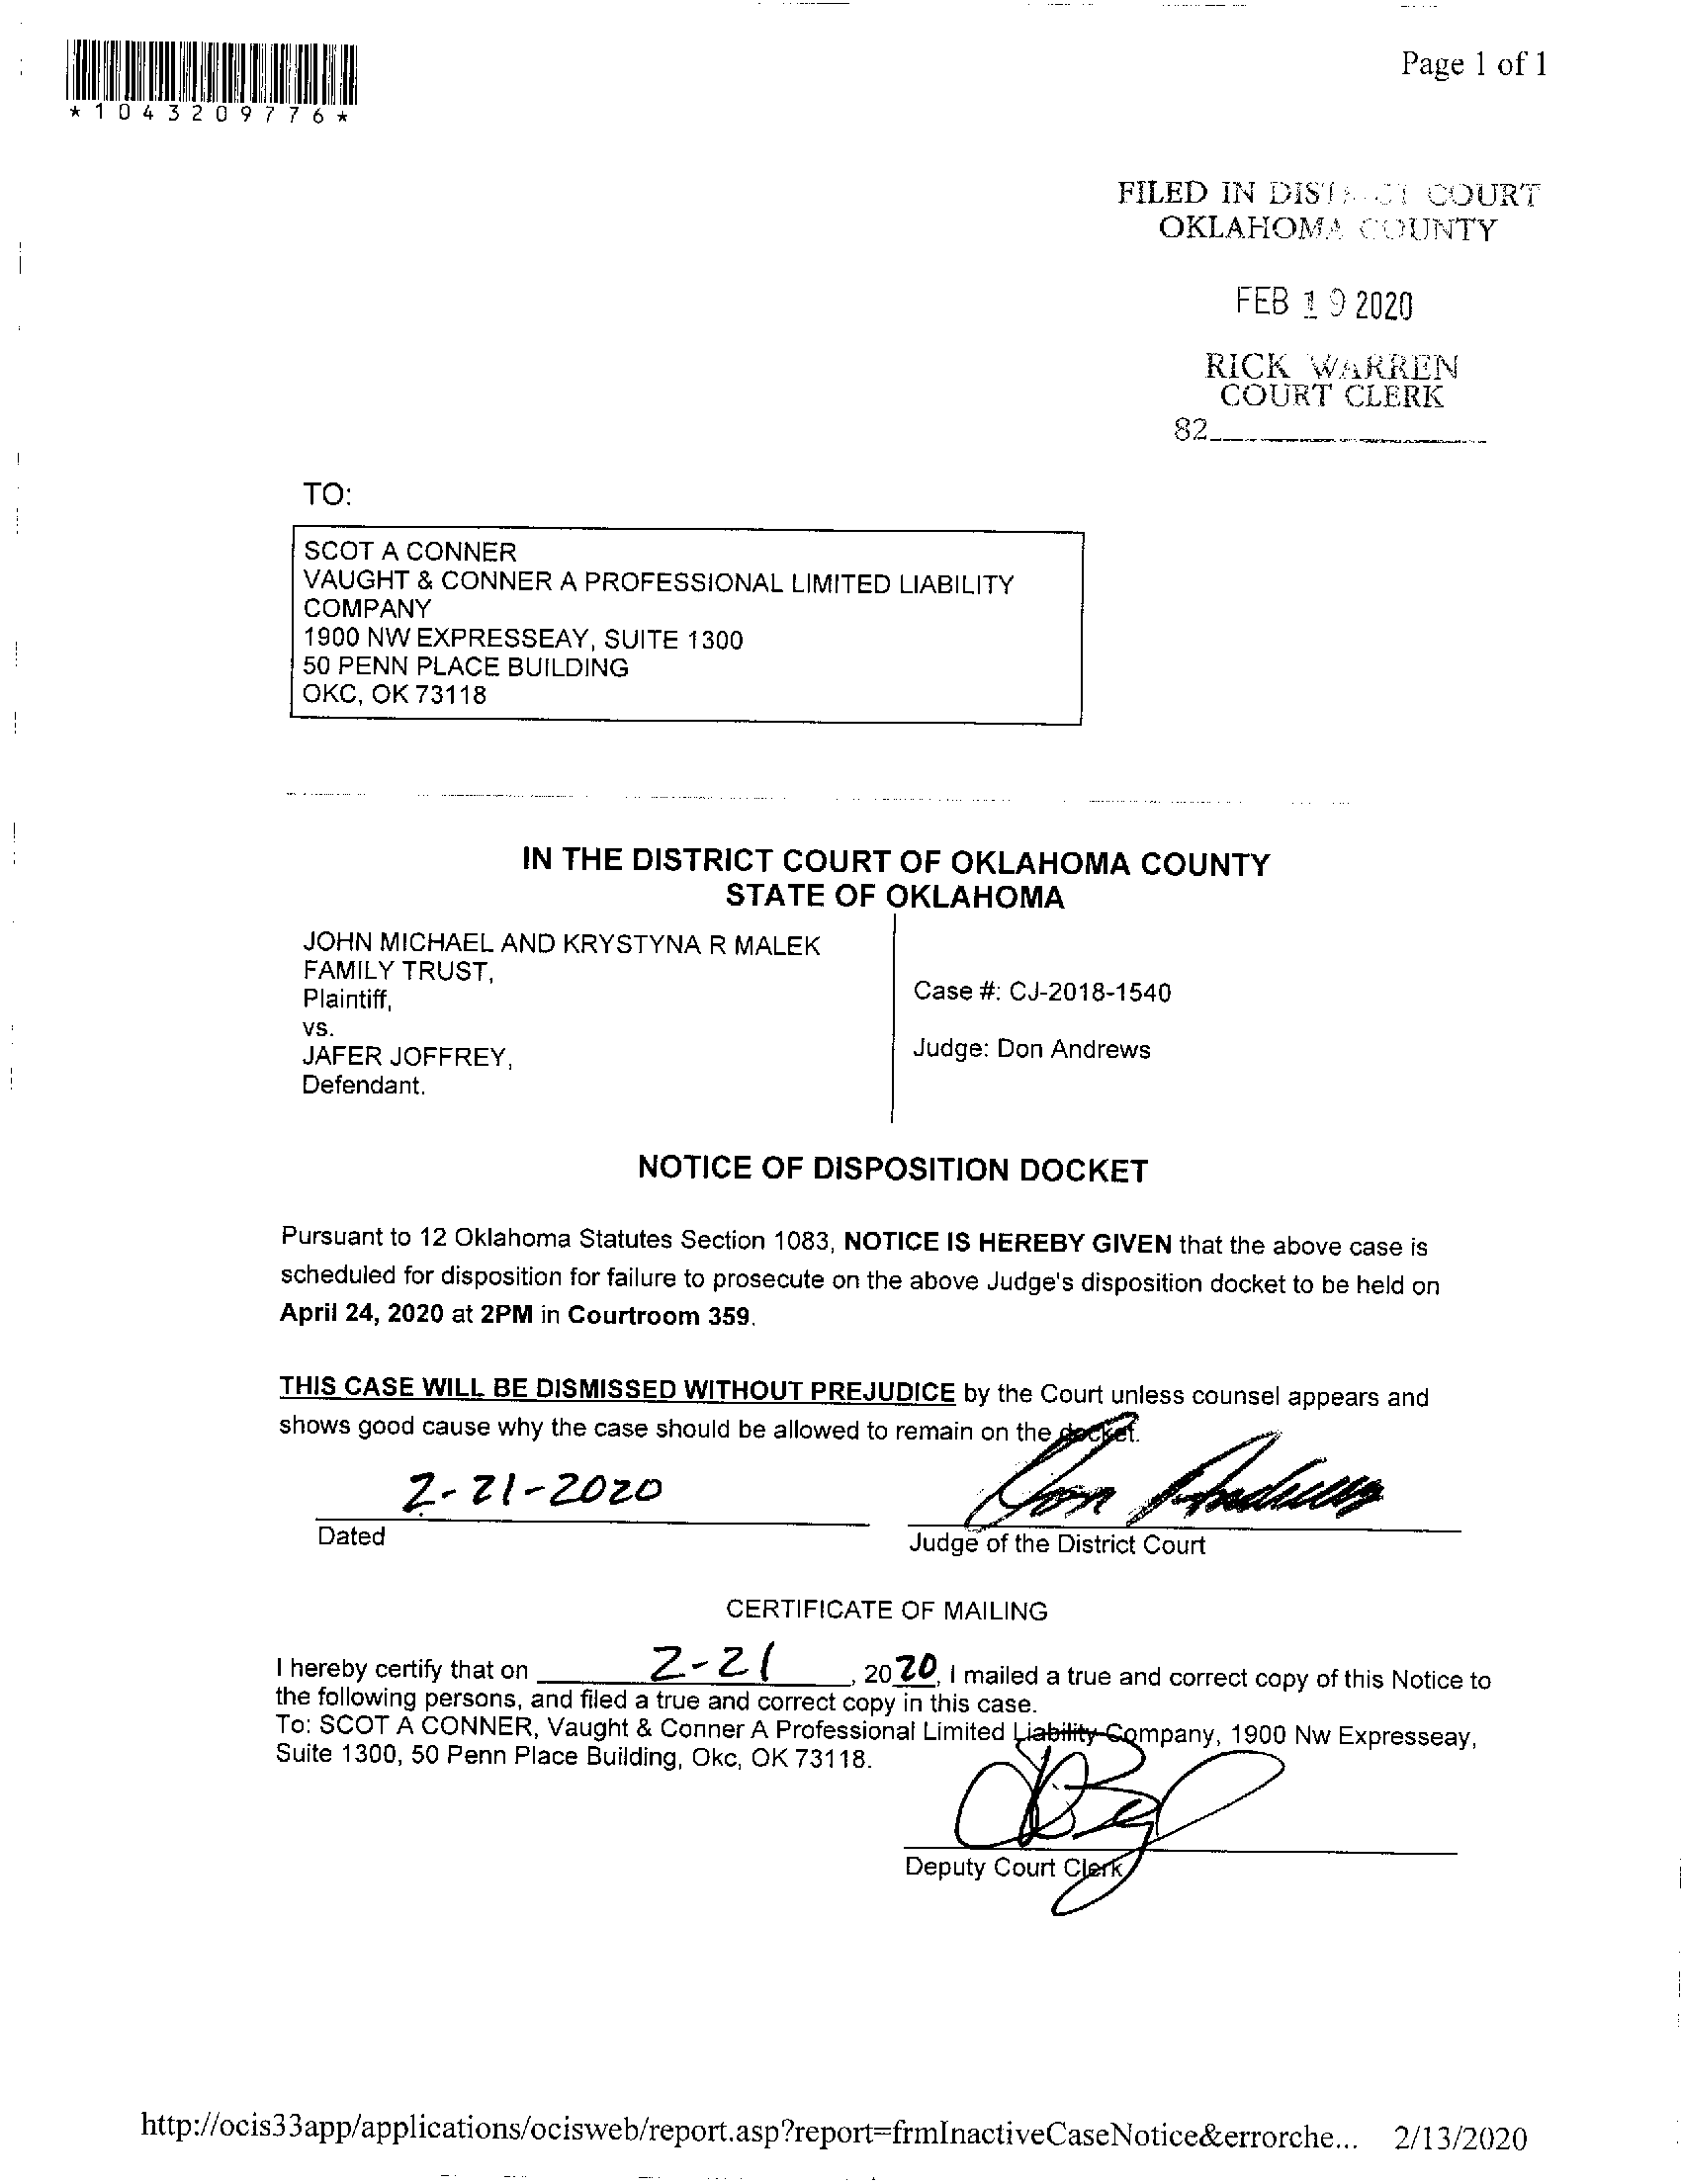 Page 1 of 1
*1043209776*
FILED IN DISTRICT COURT
OKLAHOMA COUNTY
FEB 19 2020
RICK WARREN
COURT CLERK
82
TO:
SCOT A CONNER
VAUGHT & CONNER A PROFESSIONAL LIMITED LIABILITY
COMPANY
1900 NW EXPRESSEAY, SUITE 1300
50 PENN PLACE BUILDING
OKC, OK 73118
IN THE DISTRICT COURT OF OKLAHOMA COUNTY
STATE OF OKLAHOMA
JOHN MICHAEL AND KRYSTYNA R MALEK
FAMILY TRUST,
Plaintiff,
vs.
JAFER JOFFREY,
Defendant.
Case #: CJ-2018-1540
Judge: Don Andrews
NOTICE OF DISPOSITION DOCKET
Pursuant to 12 Oklahoma Statutes Section 1083, NOTICE IS HEREBY GIVEN that the above case is
scheduled for disposition for failure to prosecute on the above Judge's disposition docket to be held on
April 24, 2020 at 2PM in Courtroom 359.
THIS CASE WILL BE DISMISSED WITHOUT PREJUDICE by the Court unless counsel appears and
shows good cause why the case should be allowed to remain on the docket.
2-21-2020 Don Andrews
Dated Judge of the District Court
CERTIFICATE OF MAILING
I hereby certify that on 2-21, 2020, I mailed a true and correct copy of this Notice to
the following persons, and filed a true and correct copy in this case.
To: SCOT A CONNER, Vaught & Conner A Professional Limited Liability Company, 1900 Nw Expresseay,
Suite 1300, 50 Penn Place Building, Okc, OK 73118.
Deputy Court Clerk
http://ocis33app/applications/ocisweb/report.asp?report=frmInactiveCaseNotice&errorche... 2/13/2020